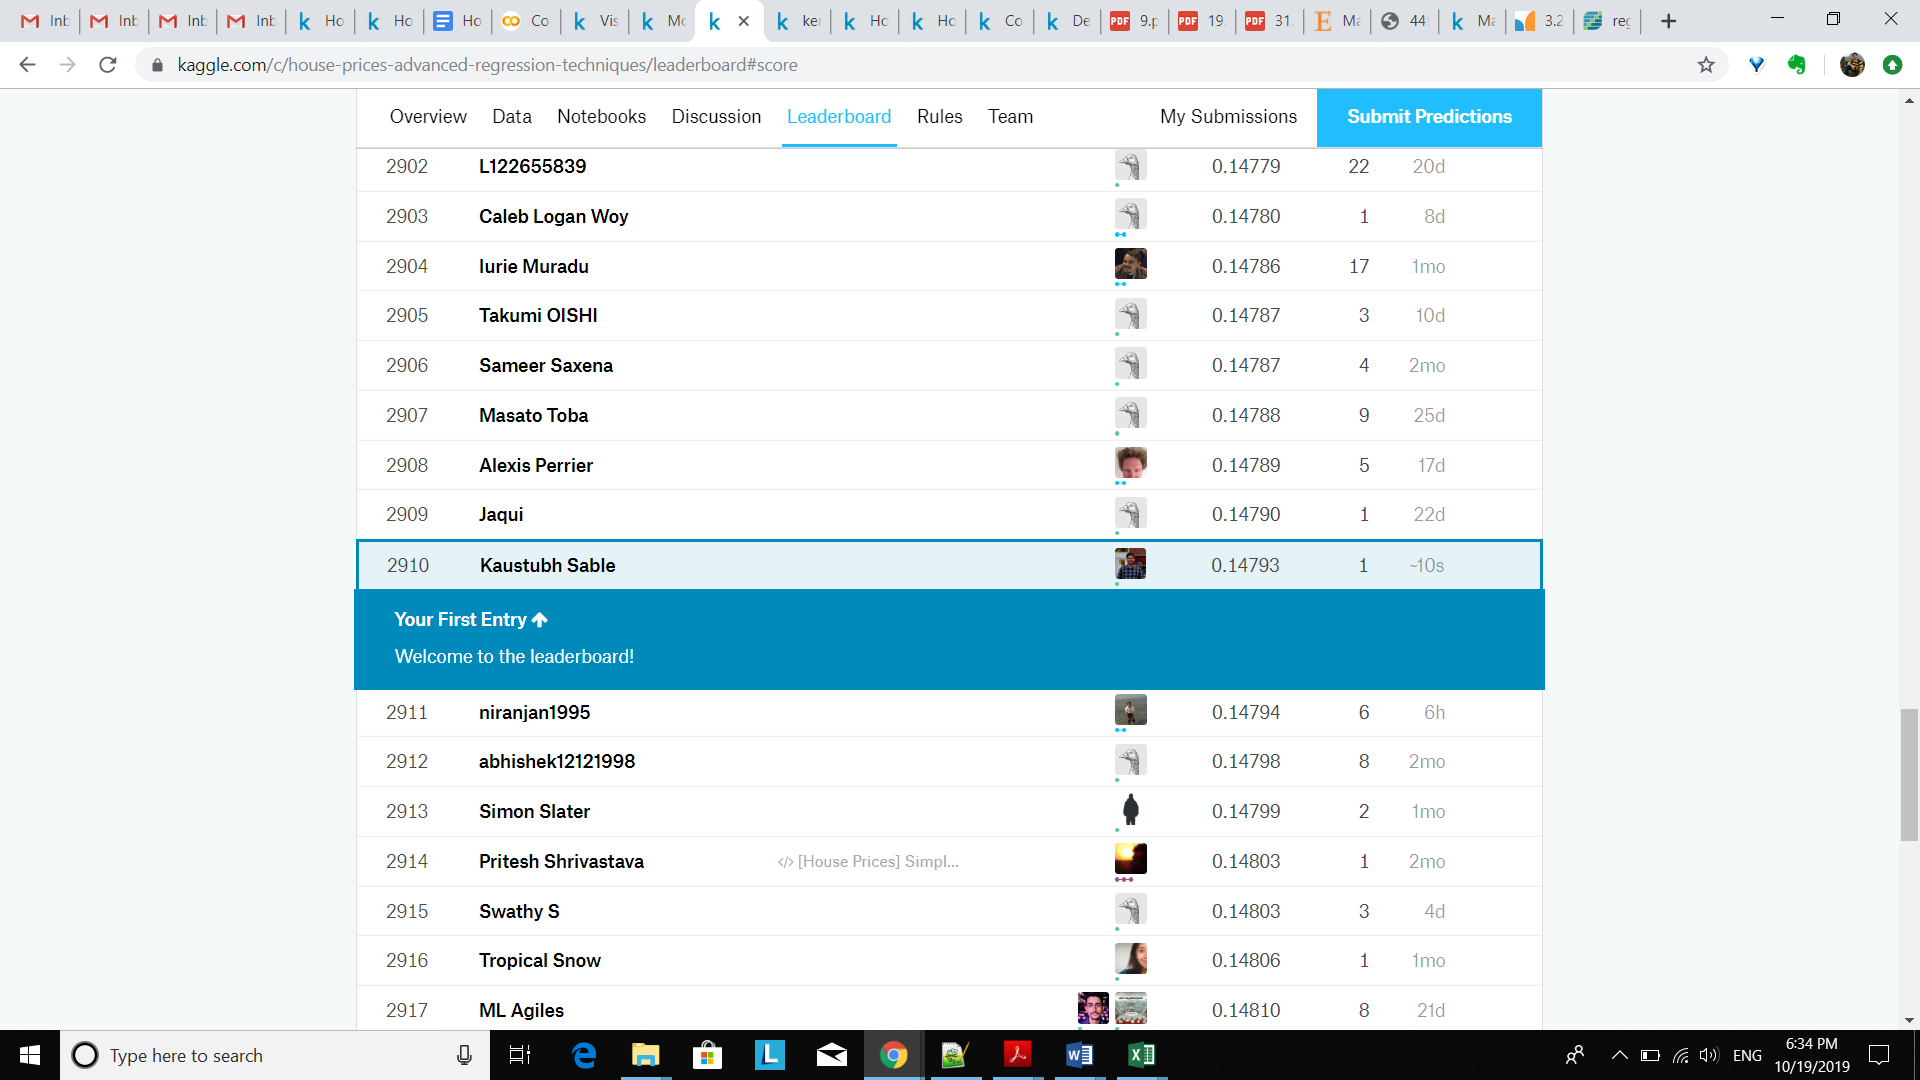 Inb Inb Inb Inb Ho Ho Ho Co Vis Mo ker Ho Ho Co De 9.p 19 31. Ma 44 Ma 3.2 reg
kaggle.com/c/house-prices-advanced-regression-techniques/leaderboard#score
Overview Data Notebooks Discussion Leaderboard Rules Team My Submissions Submit Predictions
2902 L122655839 0.14779 22 20d
2903 Caleb Logan Woy 0.14780 1 8d
2904 Iurie Muradu 0.14786 17 1mo
2905 Takumi OISHI 0.14787 3 10d
2906 Sameer Saxena 0.14787 4 2mo
2907 Masato Toba 0.14788 9 25d
2908 Alexis Perrier 0.14789 5 17d
2909 Jaqui 0.14790 1 22d
2910 Kaustubh Sable 0.14793 1 ~10s
Your First Entry
Welcome to the leaderboard!
2911 niranjan1995 0.14794 6 6h
2912 abhishek12121998 0.14798 8 2mo
2913 Simon Slater 0.14799 2 1mo
2914 Pritesh Shrivastava </> [House Prices] Simpl... 0.14803 1 2mo
2915 Swathy S 0.14803 3 4d
2916 Tropical Snow 0.14806 1 1mo
2917 ML Agiles 0.14810 8 21d
Type here to search ENG 6:34 PM
10/19/2019